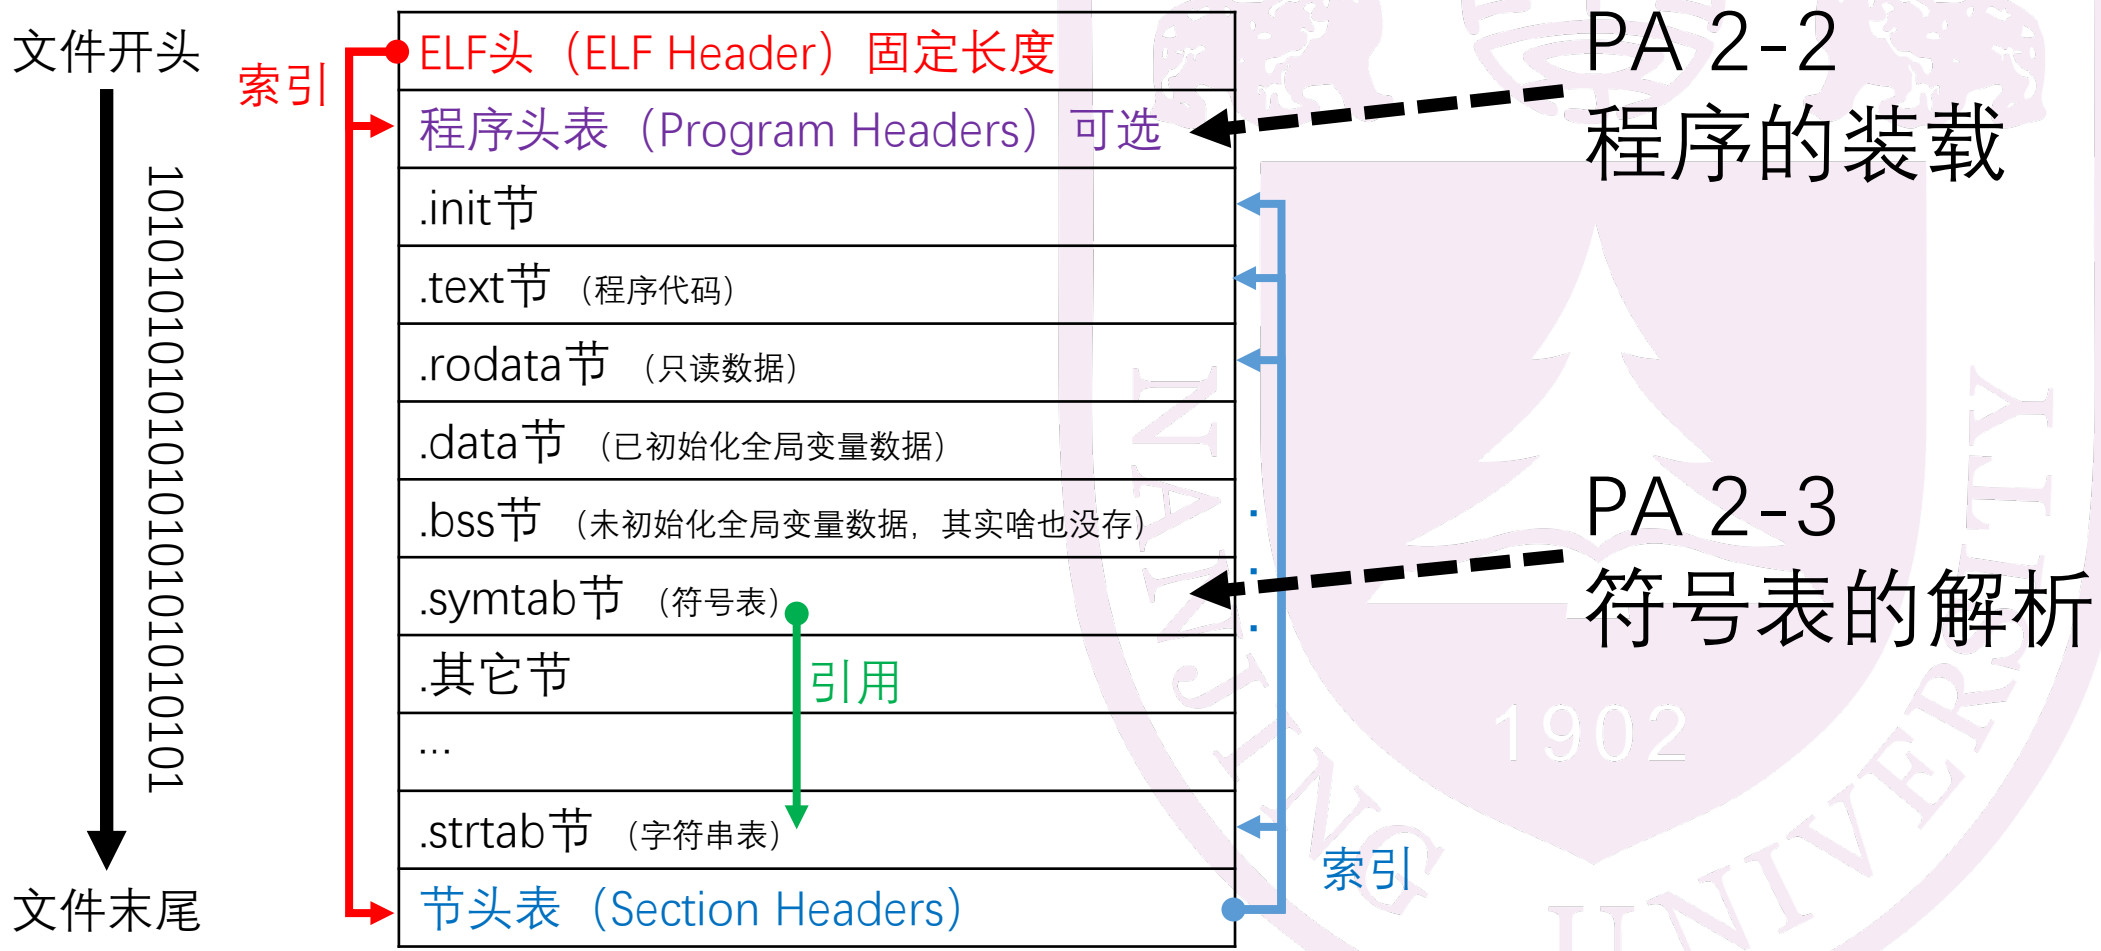 文件开头
1010101010101010101010101010101
文件末尾
索引
ELF头（ELF Header）固定长度
程序头表（Program Headers）可选
.init节
.text节（程序代码）
.rodata节（只读数据）
.data节（已初始化全局变量数据）
.bss节（未初始化全局变量数据，其实啥也没存）
.symtab节（符号表）
.其它节
引用
...
.strtab节（字符串表）
节头表（Section Headers）
索引
PA 2-2
程序的装载
PA 2-3
符号表的解析
NANJING UNIVERSITY
1902